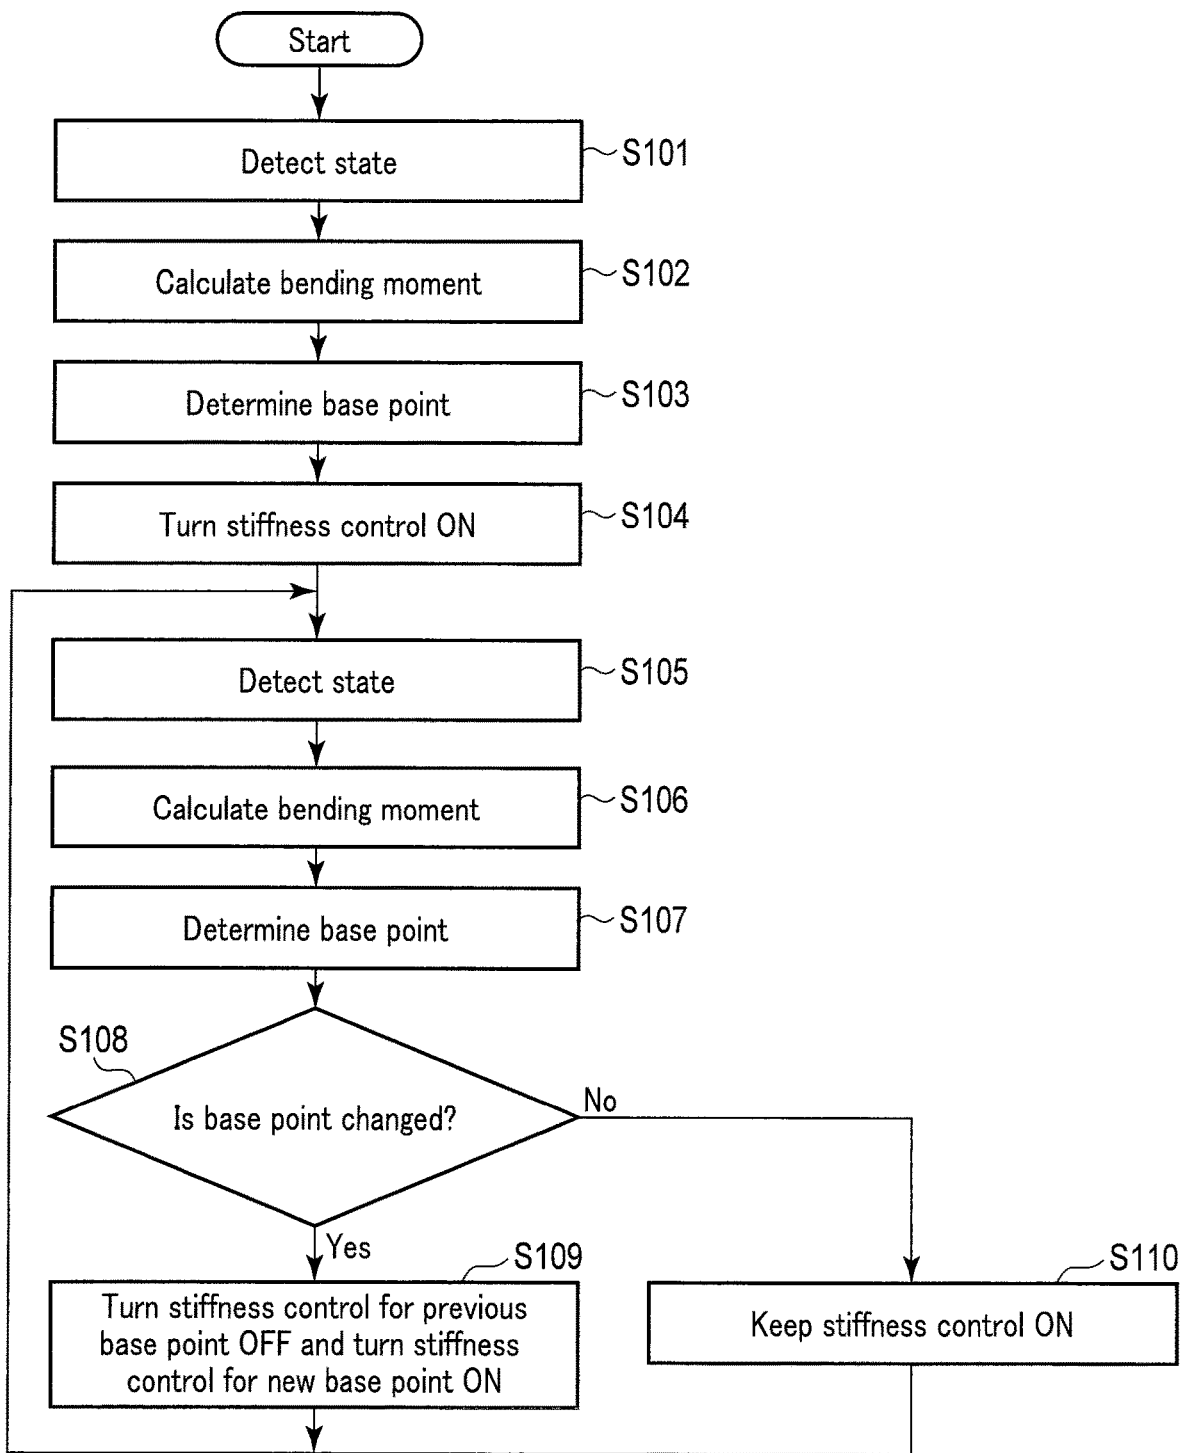 Start
Detect state
S101
Calculate bending moment
S102
Determine base point
S103
Turn stiffness control ON
S104
Detect state
S105
Calculate bending moment
S106
Determine base point
S107
S108
Is base point changed?
No
Yes
S109
Turn stiffness control for previous
base point OFF and turn stiffness
control for new base point ON
S110
Keep stiffness control ON